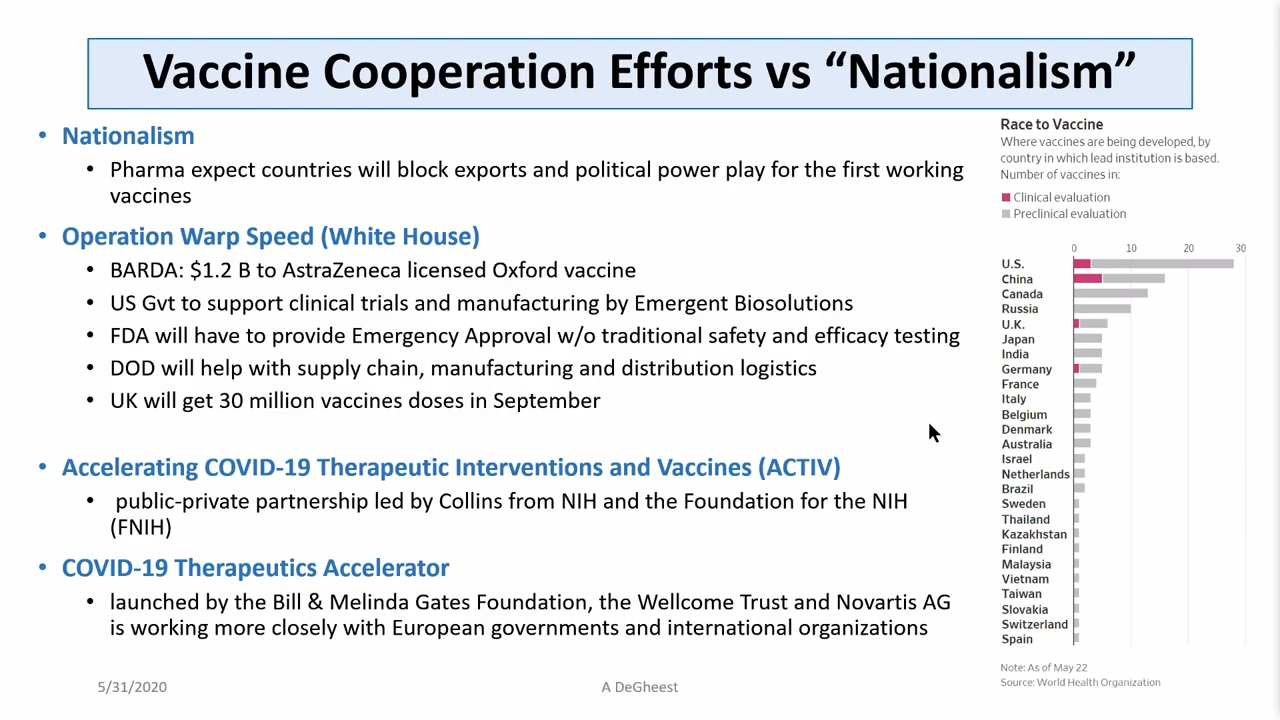 Vaccine Cooperation Efforts vs “Nationalism”
• Nationalism
• Pharma expect countries will block exports and political power play for the first working
vaccines
• Operation Warp Speed (White House)
• BARDA: $1.2 B to AstraZeneca licensed Oxford vaccine
• US Gvt to support clinical trials and manufacturing by Emergent Biosolutions
• FDA will have to provide Emergency Approval w/o traditional safety and efficacy testing
• DOD will help with supply chain, manufacturing and distribution logistics
• UK will get 30 million vaccines doses in September
• Accelerating COVID-19 Therapeutic Interventions and Vaccines (ACTIV)
• public-private partnership led by Collins from NIH and the Foundation for the NIH
(FNIH)
• COVID-19 Therapeutics Accelerator
• launched by the Bill & Melinda Gates Foundation, the Wellcome Trust and Novartis AG
is working more closely with European governments and international organizations
Race to Vaccine
Where vaccines are being developed, by
country in which lead institution is based.
Number of vaccines in:
Clinical evaluation
Preclinical evaluation
0 10 20 30
U.S.
China
Canada
Russia
U.K.
Japan
India
Germany
France
Italy
Belgium
Denmark
Australia
Israel
Netherlands
Brazil
Sweden
Thailand
Kazakhstan
Finland
Malaysia
Vietnam
Taiwan
Slovakia
Switzerland
Spain
Note: As of May 22
Source: World Health Organization
5/31/2020
A DeGheest